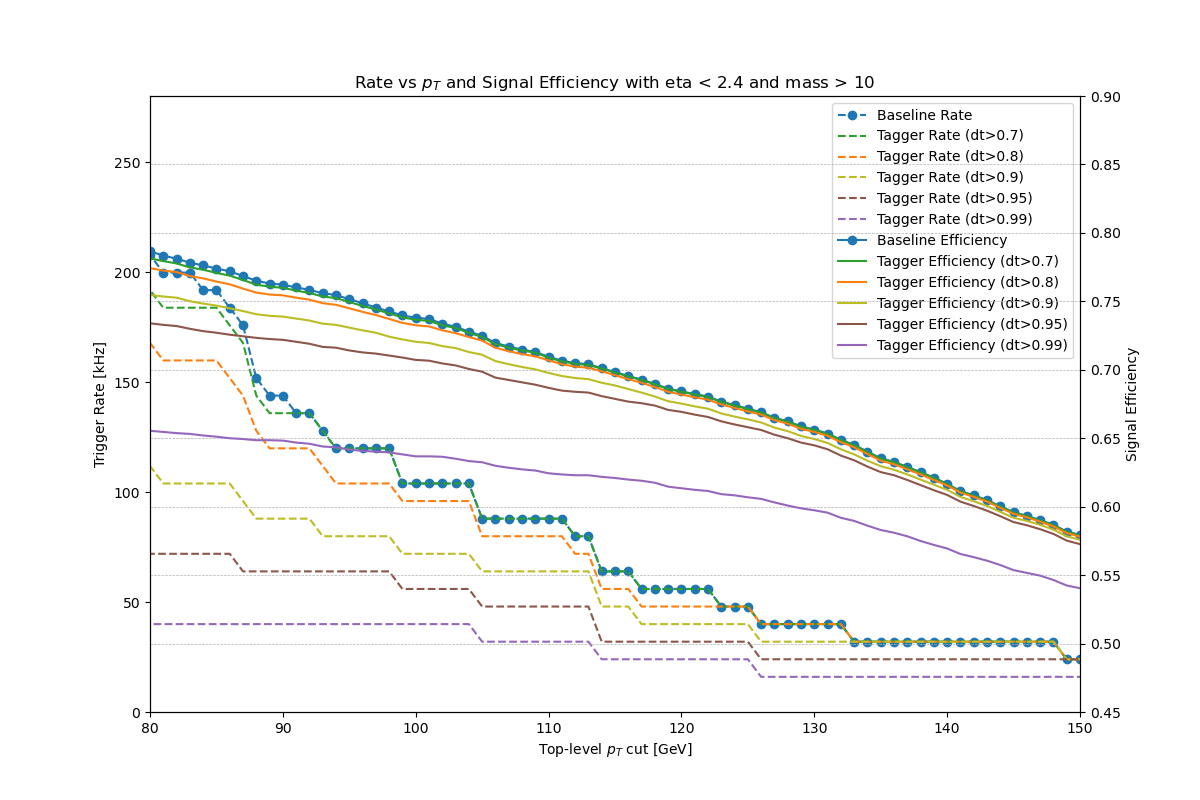 Rate vs pT and Signal Efficiency with eta < 2.4 and mass > 10
Baseline Rate
Tagger Rate (dt>0.7)
Tagger Rate (dt>0.8)
Tagger Rate (dt>0.9)
Tagger Rate (dt>0.95)
Tagger Rate (dt>0.99)
Baseline Efficiency
Tagger Efficiency (dt>0.7)
Tagger Efficiency (dt>0.8)
Tagger Efficiency (dt>0.9)
Tagger Efficiency (dt>0.95)
Tagger Efficiency (dt>0.99)
Trigger Rate [kHz]
250
200
150
100
50
0
0.90
0.85
0.80
0.75
0.70
0.65
0.60
0.55
0.50
0.45
Signal Efficiency
80 90 100 110 120 130 140 150
Top-level pT cut [GeV]